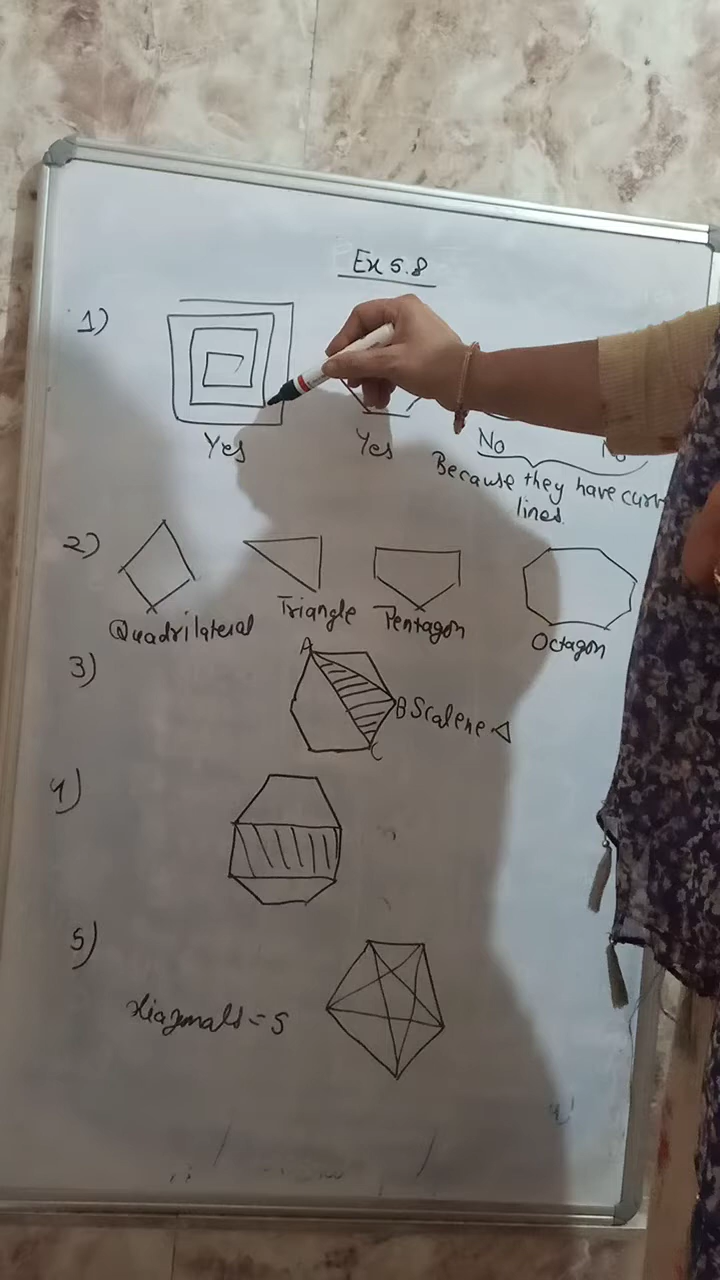 Ex 5.8
1)
Yes
Yes
No
Because they have curv
lines.
2)
Quadrilateral
Triangle
Pentagon
Octagon
3)
A
B Scalene
C
4)
5)
diagonals = 5